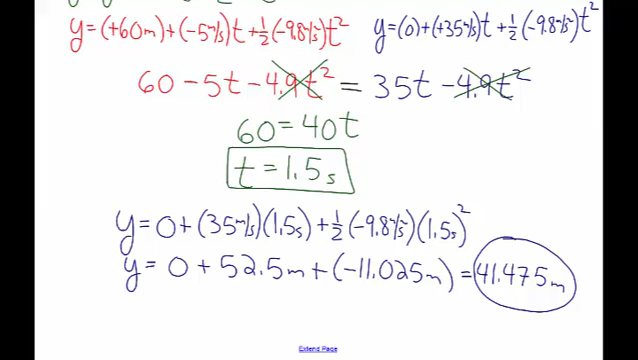 y=(+60m)+(-5m/s)t+½(-9.8m/s²)t² y=(0)+(+35m/s)t+½(-9.8m/s²)t²
60-5t-4.9t²=35t-4.9t²
60=40t
t=1.5s
y=0+(35m/s)(1.5s)+½(-9.8m/s²)(1.5s)²
y=0+52.5m+(-11.025m)=41.475m
Extend Page